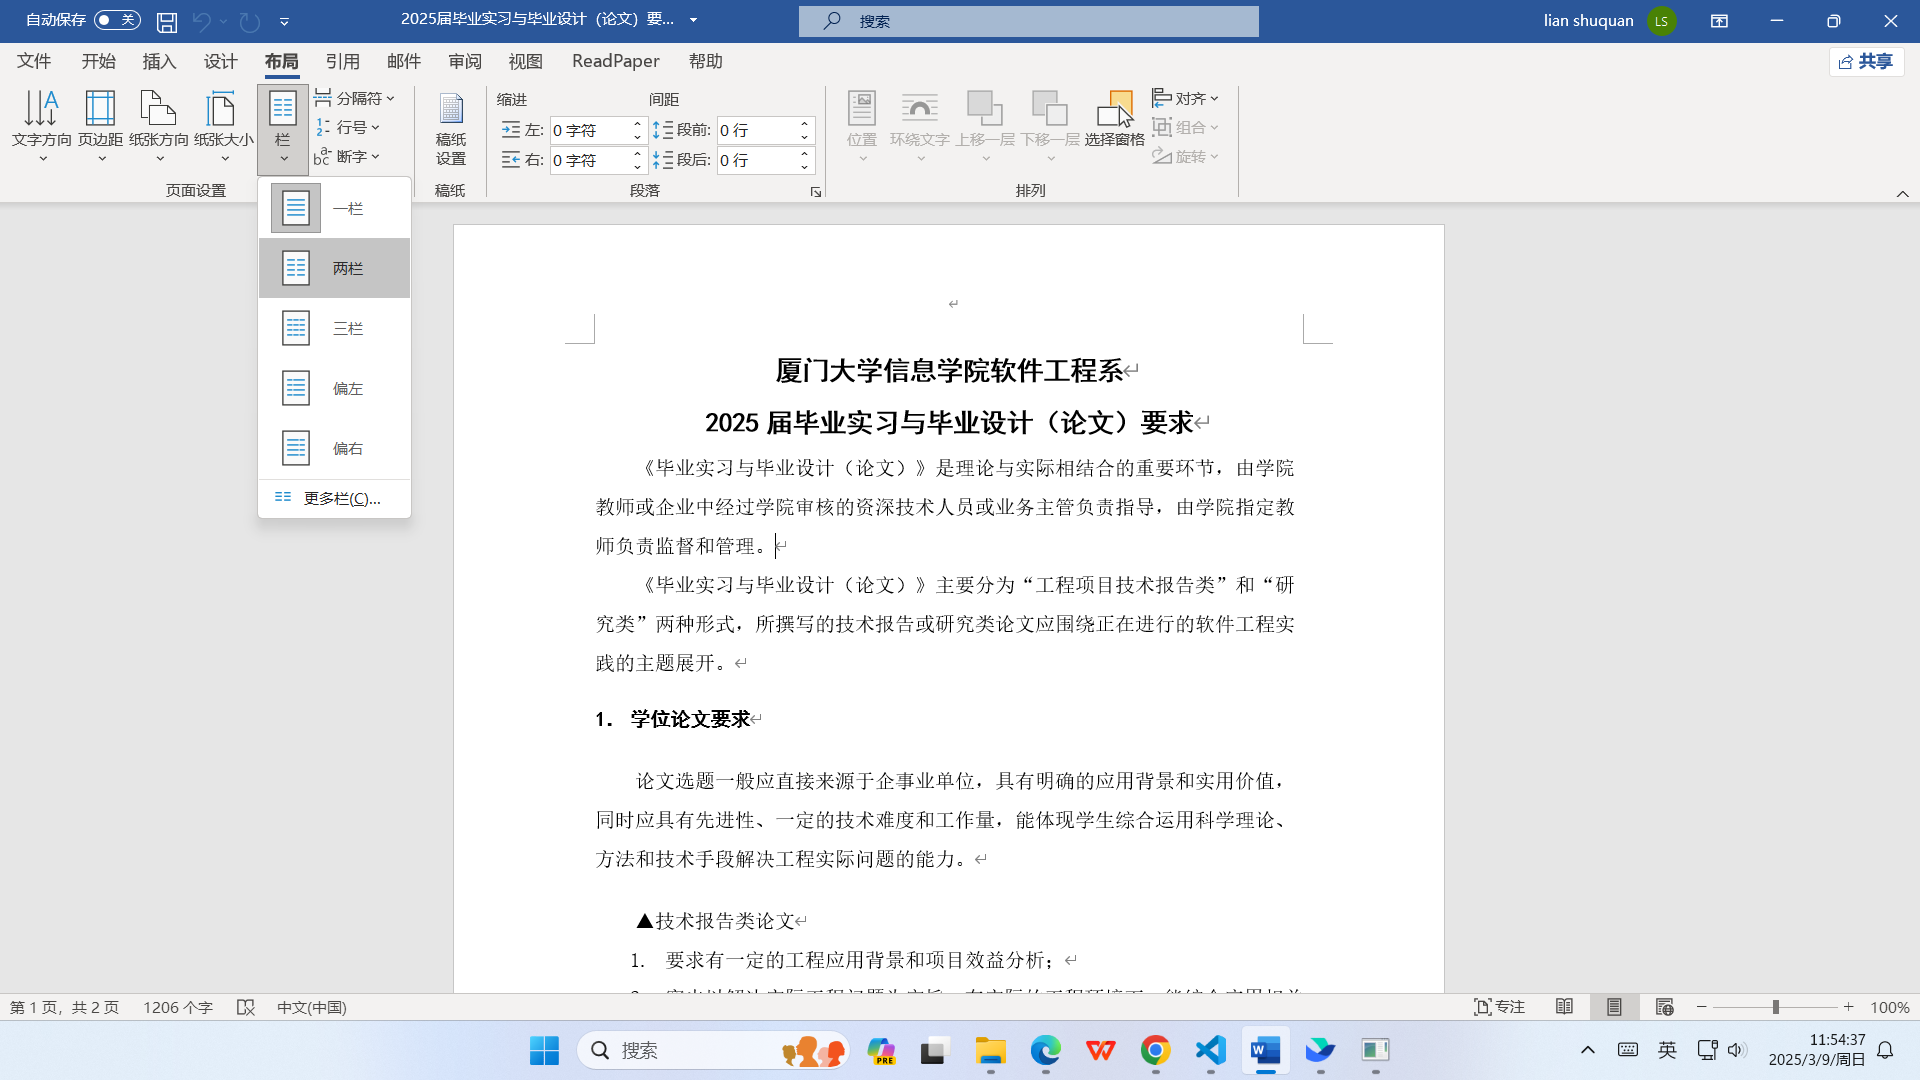 自动保存 关 2025届毕业实习与毕业设计（论文）要... 搜索 lian shuquan LS
文件 开始 插入 设计 布局 引用 邮件 审阅 视图 ReadPaper 帮助 共享
文字方向 页边距 纸张方向 纸张大小 栏
分隔符
行号
断字
页面设置
稿纸
设置
稿纸
缩进 间距
左: 0 字符 段前: 0 行
右: 0 字符 段后: 0 行
段落
位置 环绕文字 上移一层 下移一层 选择窗格
对齐
组合
旋转
排列
一栏
两栏
三栏
偏左
偏右
更多栏(C)...
厦门大学信息学院软件工程系
2025 届毕业实习与毕业设计（论文）要求
《毕业实习与毕业设计（论文）》是理论与实际相结合的重要环节，由学院
教师或企业中经过学院审核的资深技术人员或业务主管负责指导，由学院指定教
师负责监督和管理。
《毕业实习与毕业设计（论文）》主要分为“工程项目技术报告类”和“研
究类”两种形式，所撰写的技术报告或研究类论文应围绕正在进行的软件工程实
践的主题展开。
1. 学位论文要求
论文选题一般应直接来源于企事业单位，具有明确的应用背景和实用价值，
同时应具有先进性、一定的技术难度和工作量，能体现学生综合运用科学理论、
方法和技术手段解决工程实际问题的能力。
▲技术报告类论文
1. 要求有一定的工程应用背景和项目效益分析；
第 1 页，共 2 页 1206 个字 中文(中国) 专注 100%
搜索 PRE 英 11:54:37
2025/3/9/周日